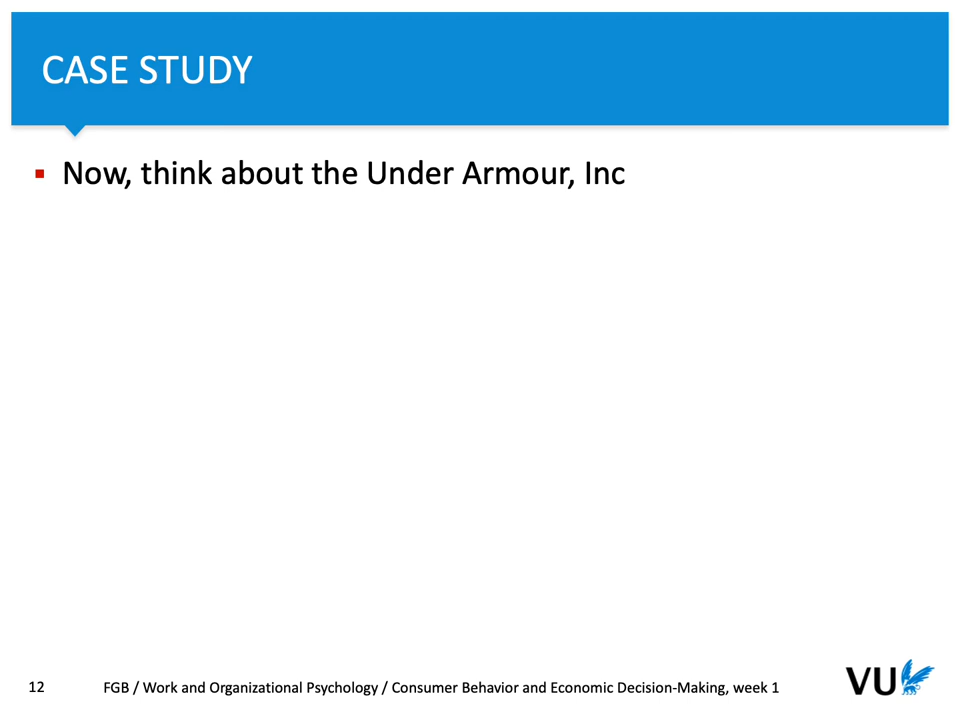 CASE STUDY
Now, think about the Under Armour, Inc
12 FGB / Work and Organizational Psychology / Consumer Behavior and Economic Decision-Making, week 1
VU